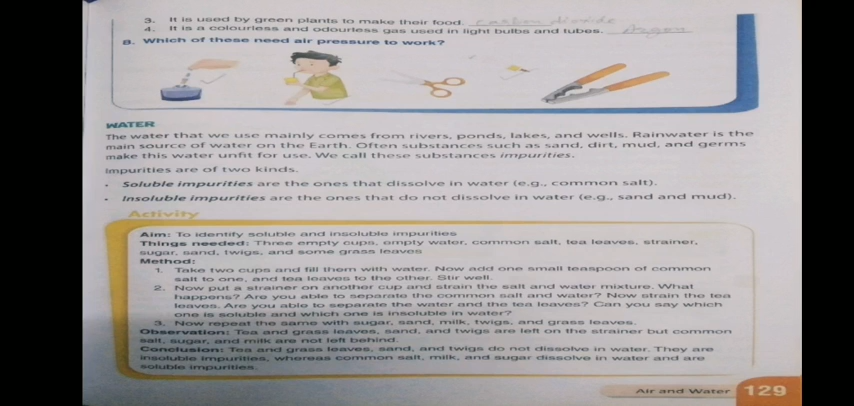 3. It is used by green plants to make their food. carbon dioxide
4. It is a colourless and odourless gas used in light bulbs and tubes. Argon
B. Which of these need air pressure to work?
WATER
The water that we use mainly comes from rivers, ponds, lakes, and wells. Rainwater is the
main source of water on the Earth. Often substances such as sand, dirt, mud, and germs
make this water unfit for use. We call these substances impurities.
Impurities are of two kinds.
• Soluble impurities are the ones that dissolve in water (e.g., common salt).
• Insoluble impurities are the ones that do not dissolve in water (e.g., sand and mud).
Activity
Aim: To identify soluble and insoluble impurities
Things needed: Three empty cups, empty water, common salt, tea leaves, strainer,
sugar, sand, twigs, and some grass leaves
Method:
1. Take two cups and fill them with water. Now add one small teaspoon of common
salt to one, and tea leaves to the other. Stir well.
2. Now put a strainer on another cup and strain the salt and water mixture. What
happens? Are you able to separate the common salt and water? Now strain the tea
leaves. Are you able to separate the water and the tea leaves? Can you say which
one is soluble and which one is insoluble in water?
3. Now repeat the same with sugar, sand, milk, twigs, and grass leaves.
Observation: Tea and grass leaves, sand, and twigs are left on the strainer but common
salt, sugar, and milk are not left behind.
Conclusion: Tea and grass leaves, sand, and twigs do not dissolve in water. They are
insoluble impurities, whereas common salt, milk, and sugar dissolve in water and are
soluble impurities.
Air and Water 129